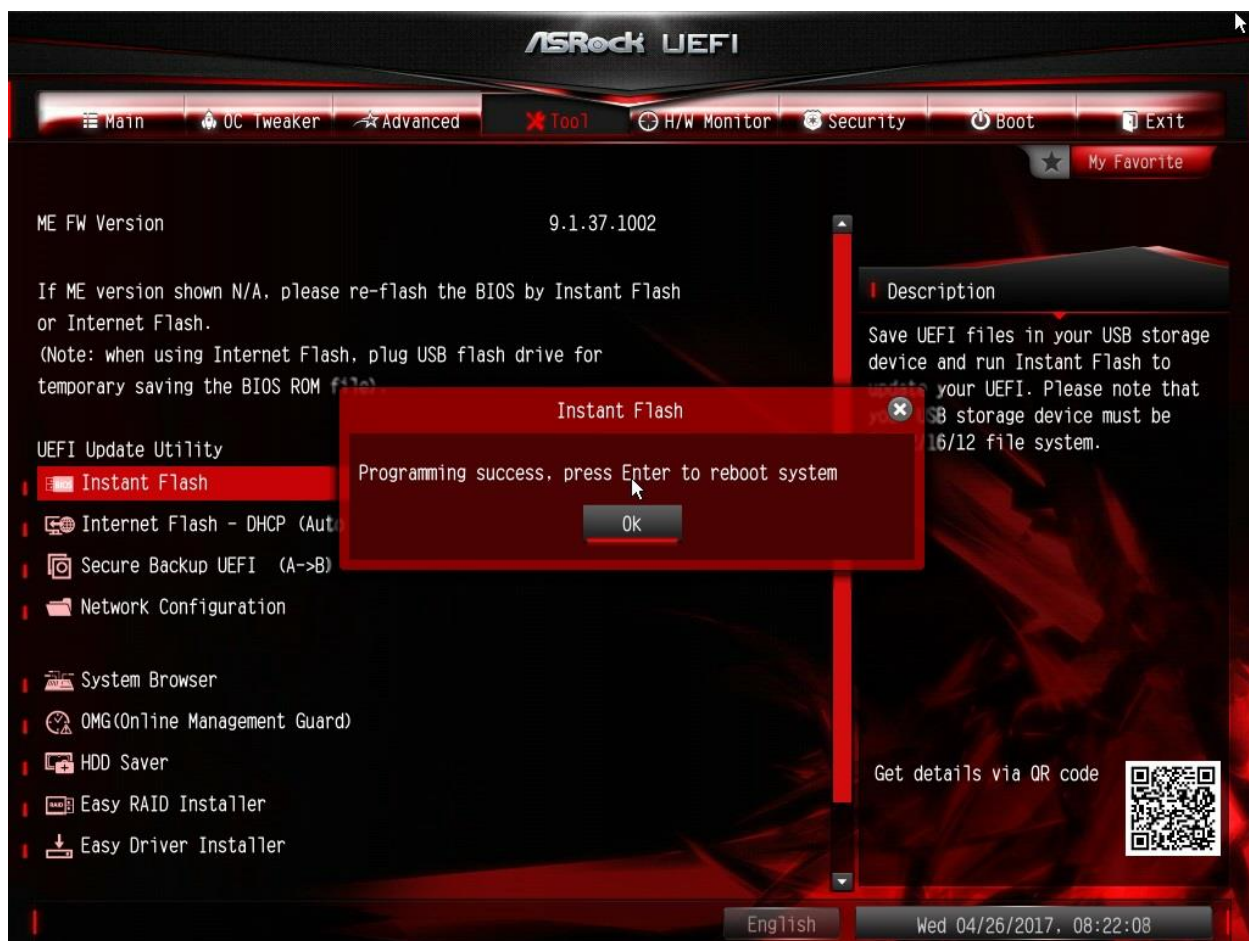 ASRock UEFI
Main
OC Tweaker
Advanced
Tool
H/W Monitor
Security
Boot
Exit
My Favorite
ME FW Version 9.1.37.1002
If ME version shown N/A, please re-flash the BIOS by Instant Flash
or Internet Flash.
(Note: when using Internet Flash, plug USB flash drive for
temporary saving the BIOS ROM file).
UEFI Update Utility
Instant Flash
Internet Flash - DHCP (Auto
Secure Backup UEFI (A->B)
Network Configuration
System Browser
OMG(Online Management Guard)
HDD Saver
Easy RAID Installer
Easy Driver Installer
Instant Flash
Programming success, press Enter to reboot system
Ok
Description
Save UEFI files in your USB storage
device and run Instant Flash to
update your UEFI. Please note that
your USB storage device must be
/16/12 file system.
Get details via QR code
English
Wed 04/26/2017, 08:22:08